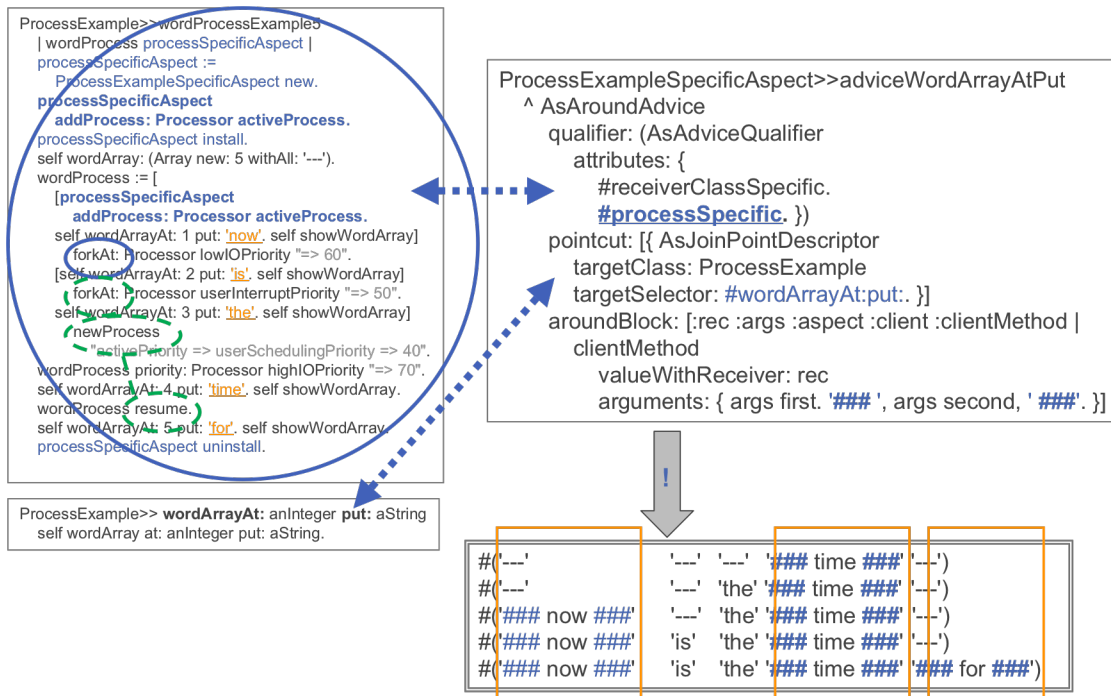 ProcessExample>>wordProcessExample5
| wordProcess processSpecificAspect |
processSpecificAspect :=
ProcessExampleSpecificAspect new.
processSpecificAspect
addProcess: Processor activeProcess.
processSpecificAspect install.
self wordArray: (Array new: 5 withAll: '---').
wordProcess := [
[processSpecificAspect
addProcess: Processor activeProcess.
self wordArrayAt: 1 put: 'now'. self showWordArray]
forkAt: Processor lowIOPriority "=> 60".
[self wordArrayAt: 2 put: 'is'. self showWordArray]
forkAt: Processor userInterruptPriority "=> 50".
self wordArrayAt: 3 put: 'the'. self showWordArray]
newProcess
"activePriority => userSchedulingPriority => 40".
wordProcess priority: Processor highIOPriority "=> 70".
self wordArrayAt: 4 put: 'time'. self showWordArray.
wordProcess resume.
self wordArrayAt: 5 put: 'for'. self showWordArray.
processSpecificAspect uninstall.
ProcessExample>> wordArrayAt: anInteger put: aString
self wordArray at: anInteger put: aString.
ProcessExampleSpecificAspect>>adviceWordArrayAtPut
^ AsAroundAdvice
qualifier: (AsAdviceQualifier
attributes: {
#receiverClassSpecific.
#processSpecific. })
pointcut: [{ AsJoinPointDescriptor
targetClass: ProcessExample
targetSelector: #wordArrayAt:put:. }]
aroundBlock: [:rec :args :aspect :client :clientMethod |
clientMethod
valueWithReceiver: rec
arguments: { args first. '### ', args second, ' ###'. }]
!
#('---' '---' '---' '### time ###' '---')
#('---' '---' 'the' '### time ###' '---')
#('### now ###' '---' 'the' '### time ###' '---')
#('### now ###' 'is' 'the' '### time ###' '---')
#('### now ###' 'is' 'the' '### time ###' '### for ###')